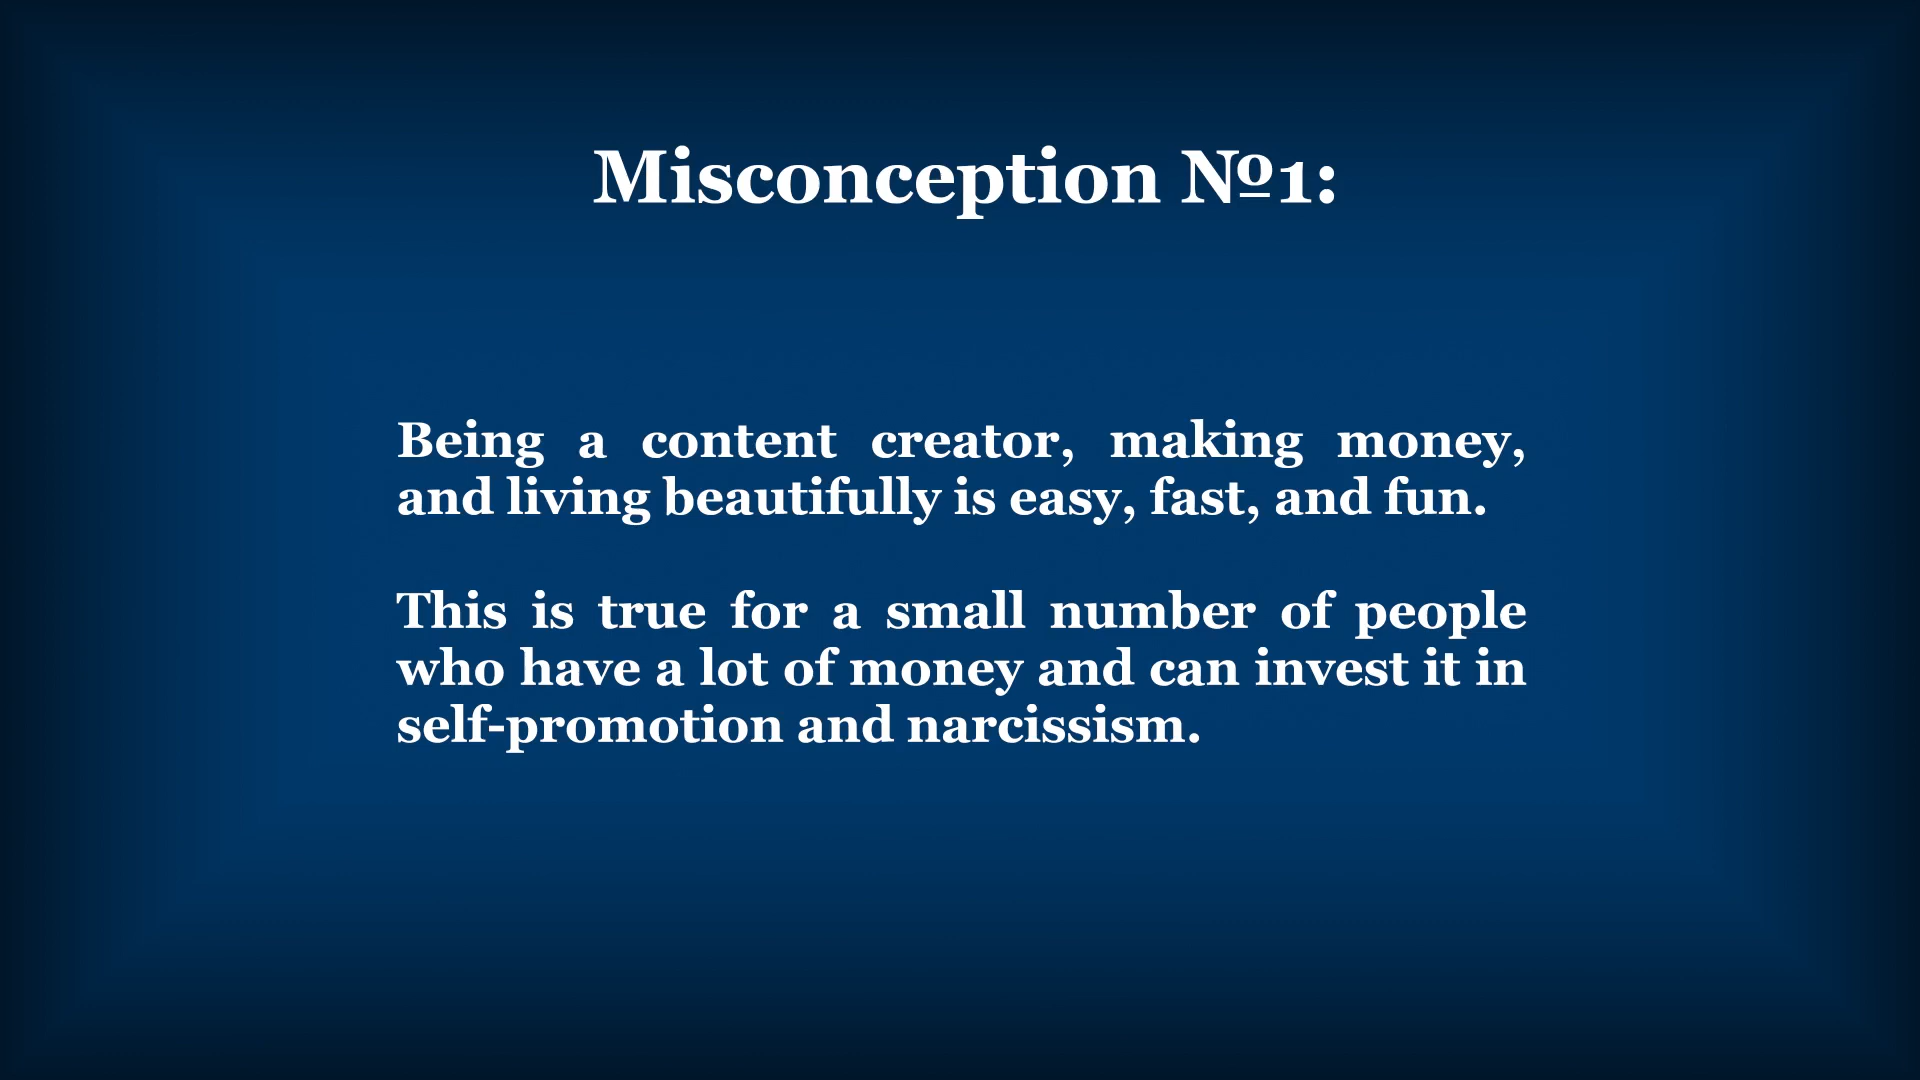 Misconception №1:
Being a content creator, making money,
and living beautifully is easy, fast, and fun.
This is true for a small number of people
who have a lot of money and can invest it in
self-promotion and narcissism.